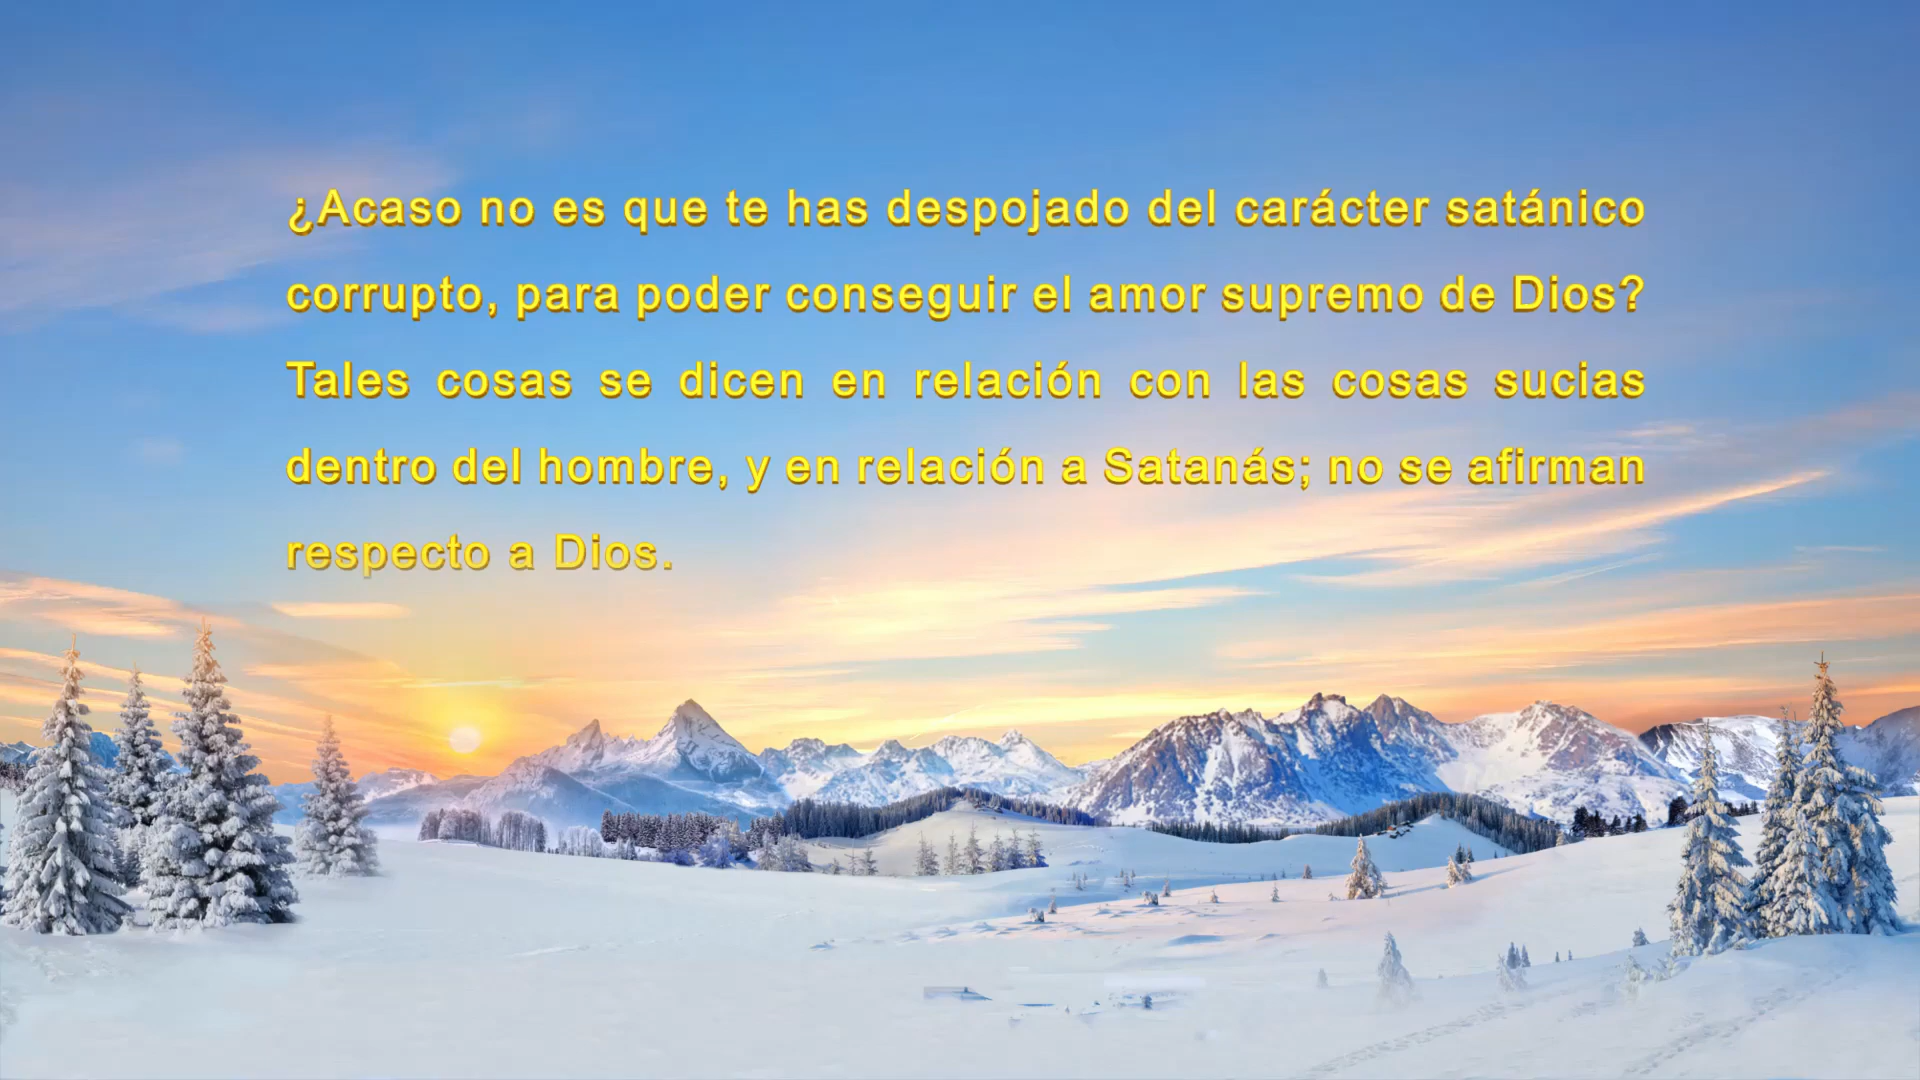 ¿Acaso no es que te has despojado del carácter satánico
corrupto, para poder conseguir el amor supremo de Dios?
Tales cosas se dicen en relación con las cosas sucias
dentro del hombre, y en relación a Satanás; no se afirman
respecto a Dios.